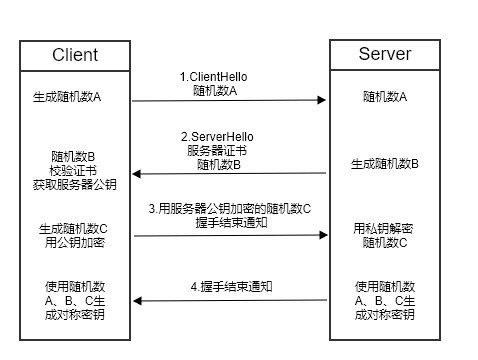 Client
Server
1.ClientHello
随机数A
生成随机数A
随机数A
2.ServerHello
服务器证书
随机数B
随机数B
校验证书
获取服务器公钥
生成随机数B
3.用服务器公钥加密的随机数C
握手结束通知
生成随机数C
用公钥加密
用私钥解密
随机数C
4.握手结束通知
使用随机数
A、B、C生
成对称密钥
使用随机数
A、B、C生
成对称密钥